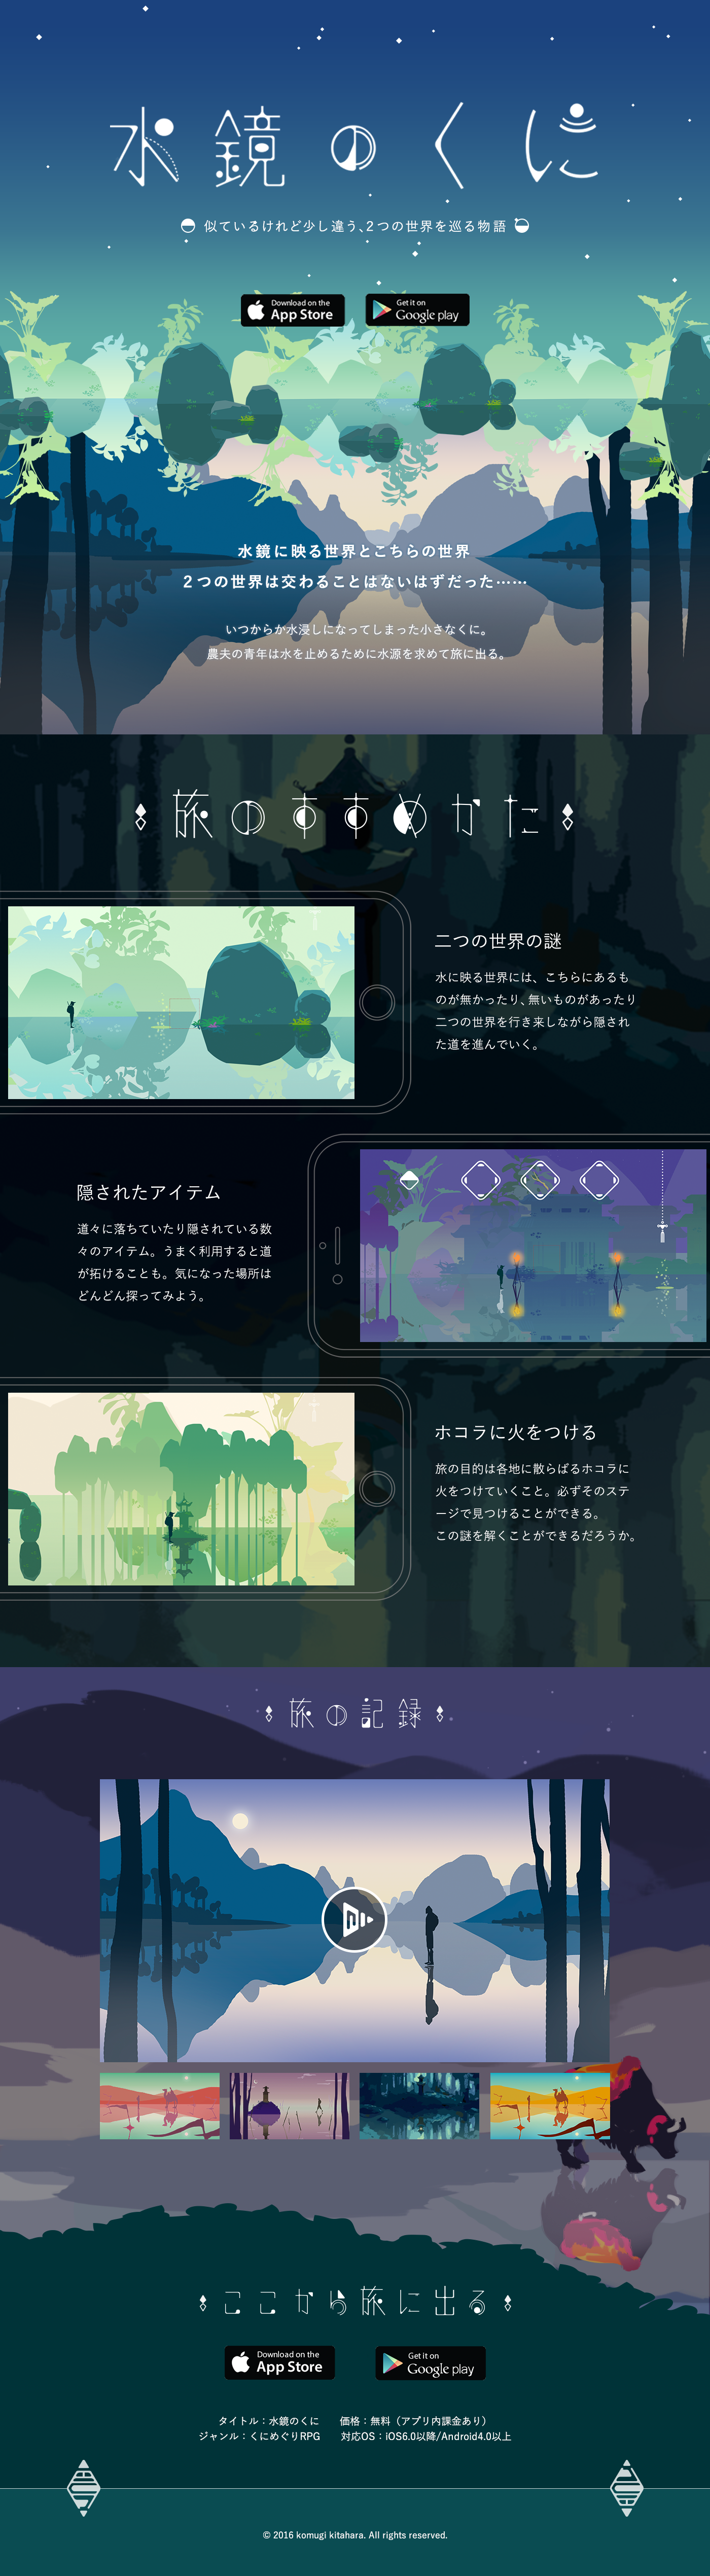 水鏡のくに
似ているけれど少し違う、2つの世界を巡る物語
Download on the
App Store
Get it on
Google play
水鏡に映る世界とこちらの世界
2つの世界は交わることはないはずだった……
いつからか水浸しになってしまった小さなくに。
農夫の青年は水を止めるために水源を求めて旅に出る。
旅のすすめかた
二つの世界の謎
水に映る世界には、こちらにあるも
のが無かったり、無いものがあったり
二つの世界を行き来しながら隠され
た道を進んでいく。
隠されたアイテム
道々に落ちていたり隠されている数
々のアイテム。うまく利用すると道
が拓けることも。気になった場所は
どんどん探ってみよう。
ホコラに火をつける
旅の目的は各地に散らばるホコラに
火をつけていくこと。必ずそのステ
ージで見つけることができる。
この謎を解くことができるだろうか。
旅の記録
ここから旅に出る
Download on the
App Store
Get it on
Google play
タイトル：水鏡のくに　　価格：無料（アプリ内課金あり）
ジャンル：くにめぐりRPG　　対応OS：iOS6.0以降/Android4.0以上
© 2016 komugi kitahara. All rights reserved.